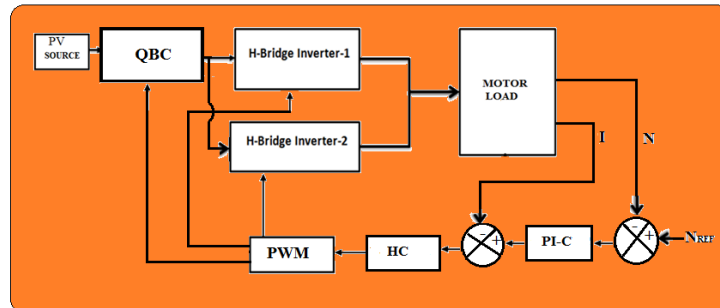 PV
SOURCE
QBC
H-Bridge Inverter-1
H-Bridge Inverter-2
MOTOR
LOAD
I
N
PWM
HC
- +
PI-C
- +
NREF